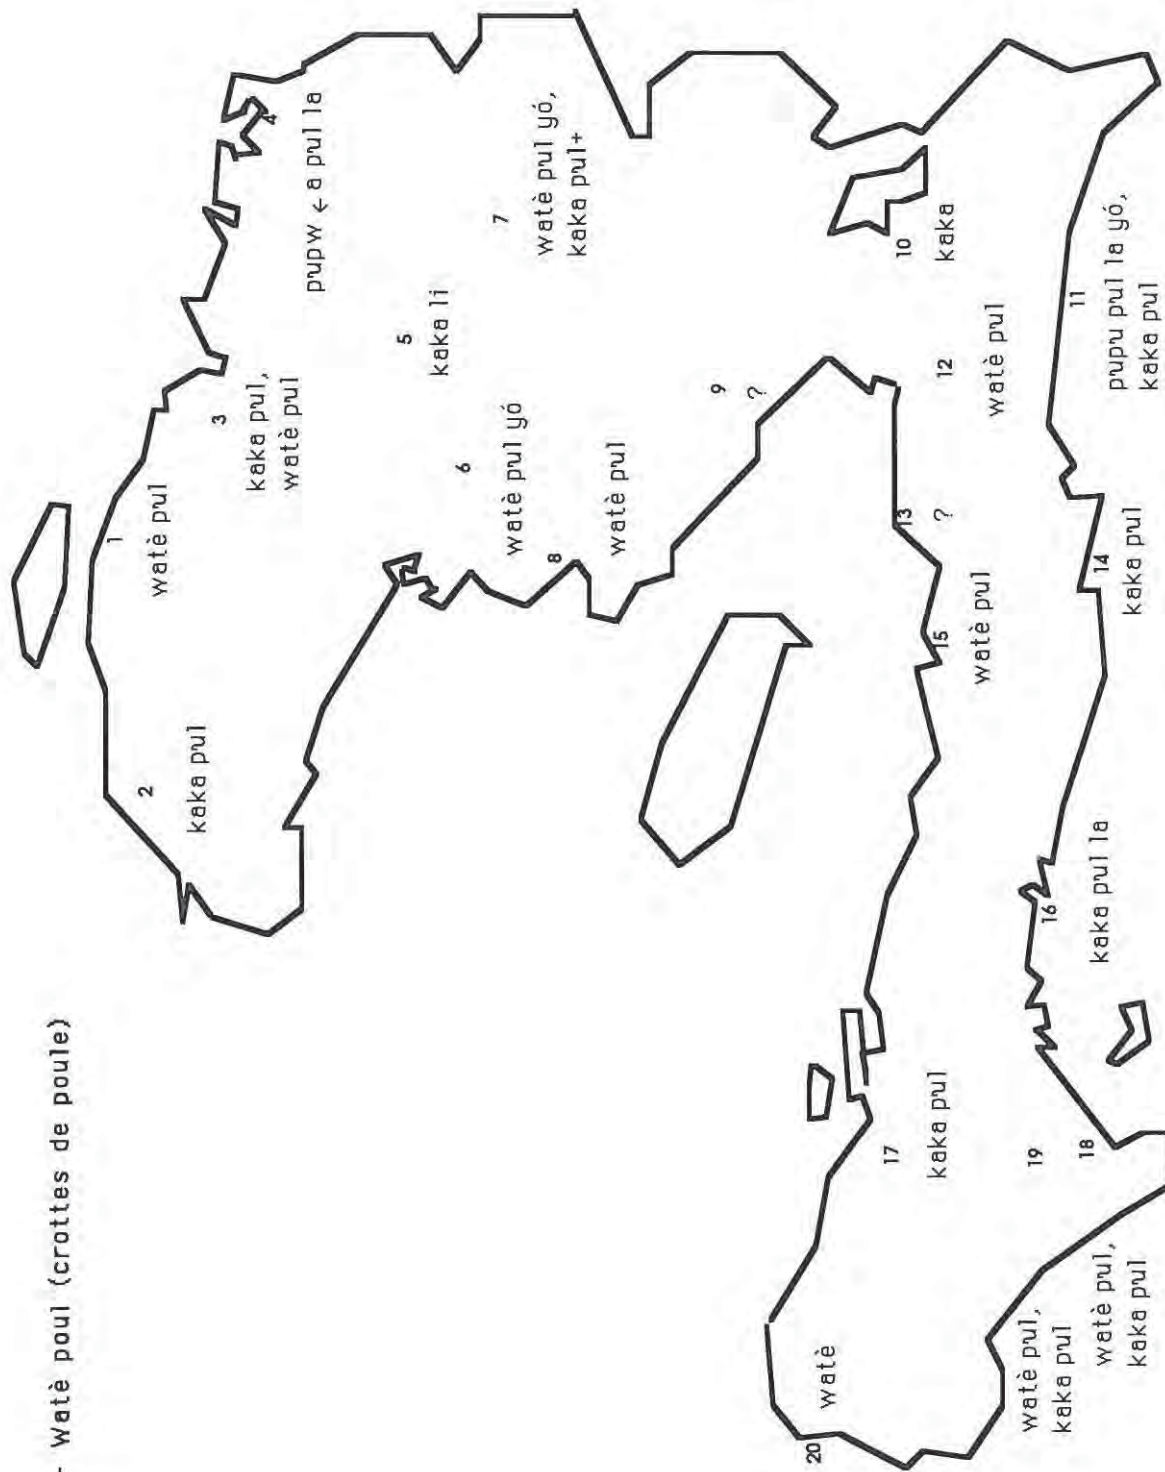 - Watè poul (crottes de poule)
1
watè pul
2
kaka pul
3
kaka pul,
watè pul
4
pupw ← a pul la
5
kaka li
6
watè pul yó
7
watè pul yó,
kaka pul+
8
watè pul
9
?
10
kaka
11
pupu pul la yó,
kaka pul
12
watè pul
13
?
14
kaka pul
15
watè pul
16
kaka pul la
17
kaka pul
18
watè pul,
kaka pul
19
watè pul,
kaka pul
20
watè